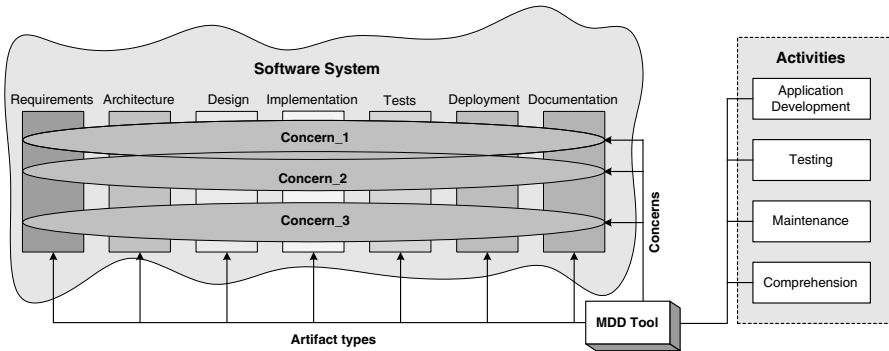 Software System
Requirements Architecture Design Implementation Tests Deployment Documentation
Concern_1
Concern_2
Concern_3
Concerns
Artifact types
MDD Tool
Activities
Application
Development
Testing
Maintenance
Comprehension